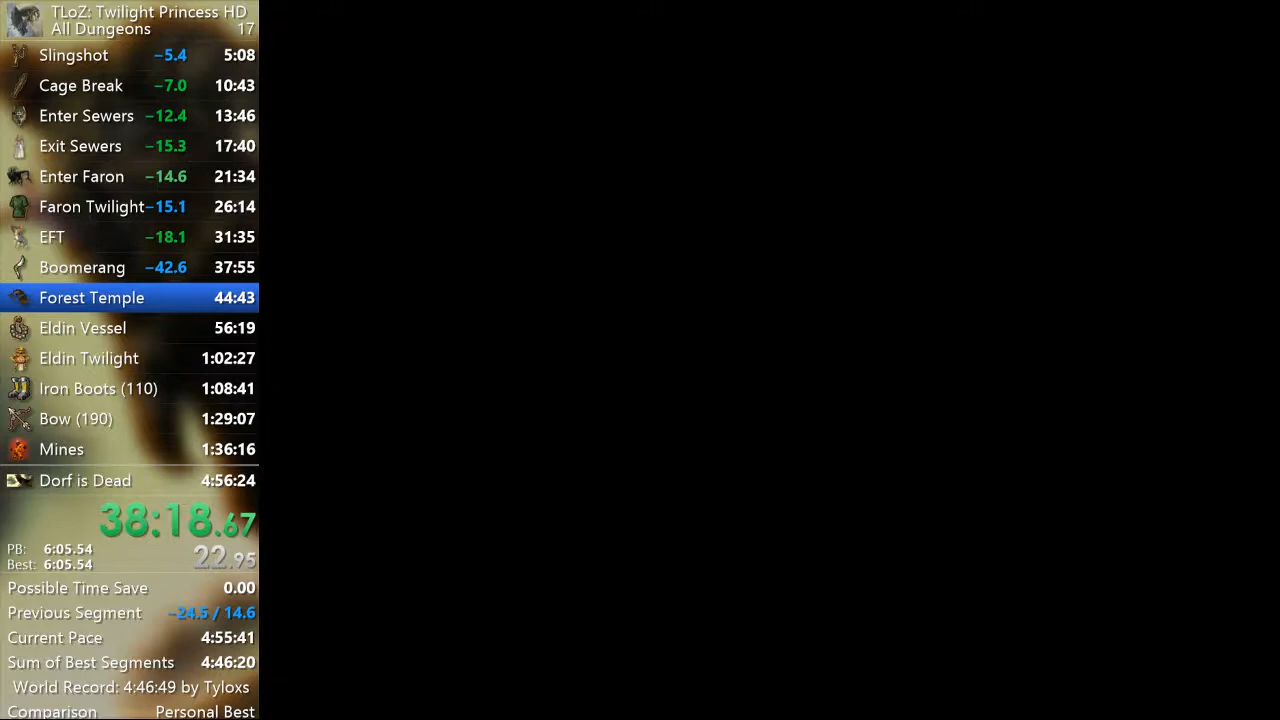 TLoZ: Twilight Princess HD
All Dungeons 17
Slingshot −5.4 5:08
Cage Break −7.0 10:43
Enter Sewers −12.4 13:46
Exit Sewers −15.3 17:40
Enter Faron −14.6 21:34
Faron Twilight −15.1 26:14
EFT −18.1 31:35
Boomerang −42.6 37:55
Forest Temple 44:43
Eldin Vessel 56:19
Eldin Twilight 1:02:27
Iron Boots (110) 1:08:41
Bow (190) 1:29:07
Mines 1:36:16
Dorf is Dead 4:56:24
38:18.67
PB: 6:05.54
Best: 6:05.54
22.95
Possible Time Save 0.00
Previous Segment −24.5 / 14.6
Current Pace 4:55:41
Sum of Best Segments 4:46:20
World Record: 4:46:49 by Tyloxs
Comparison Personal Best